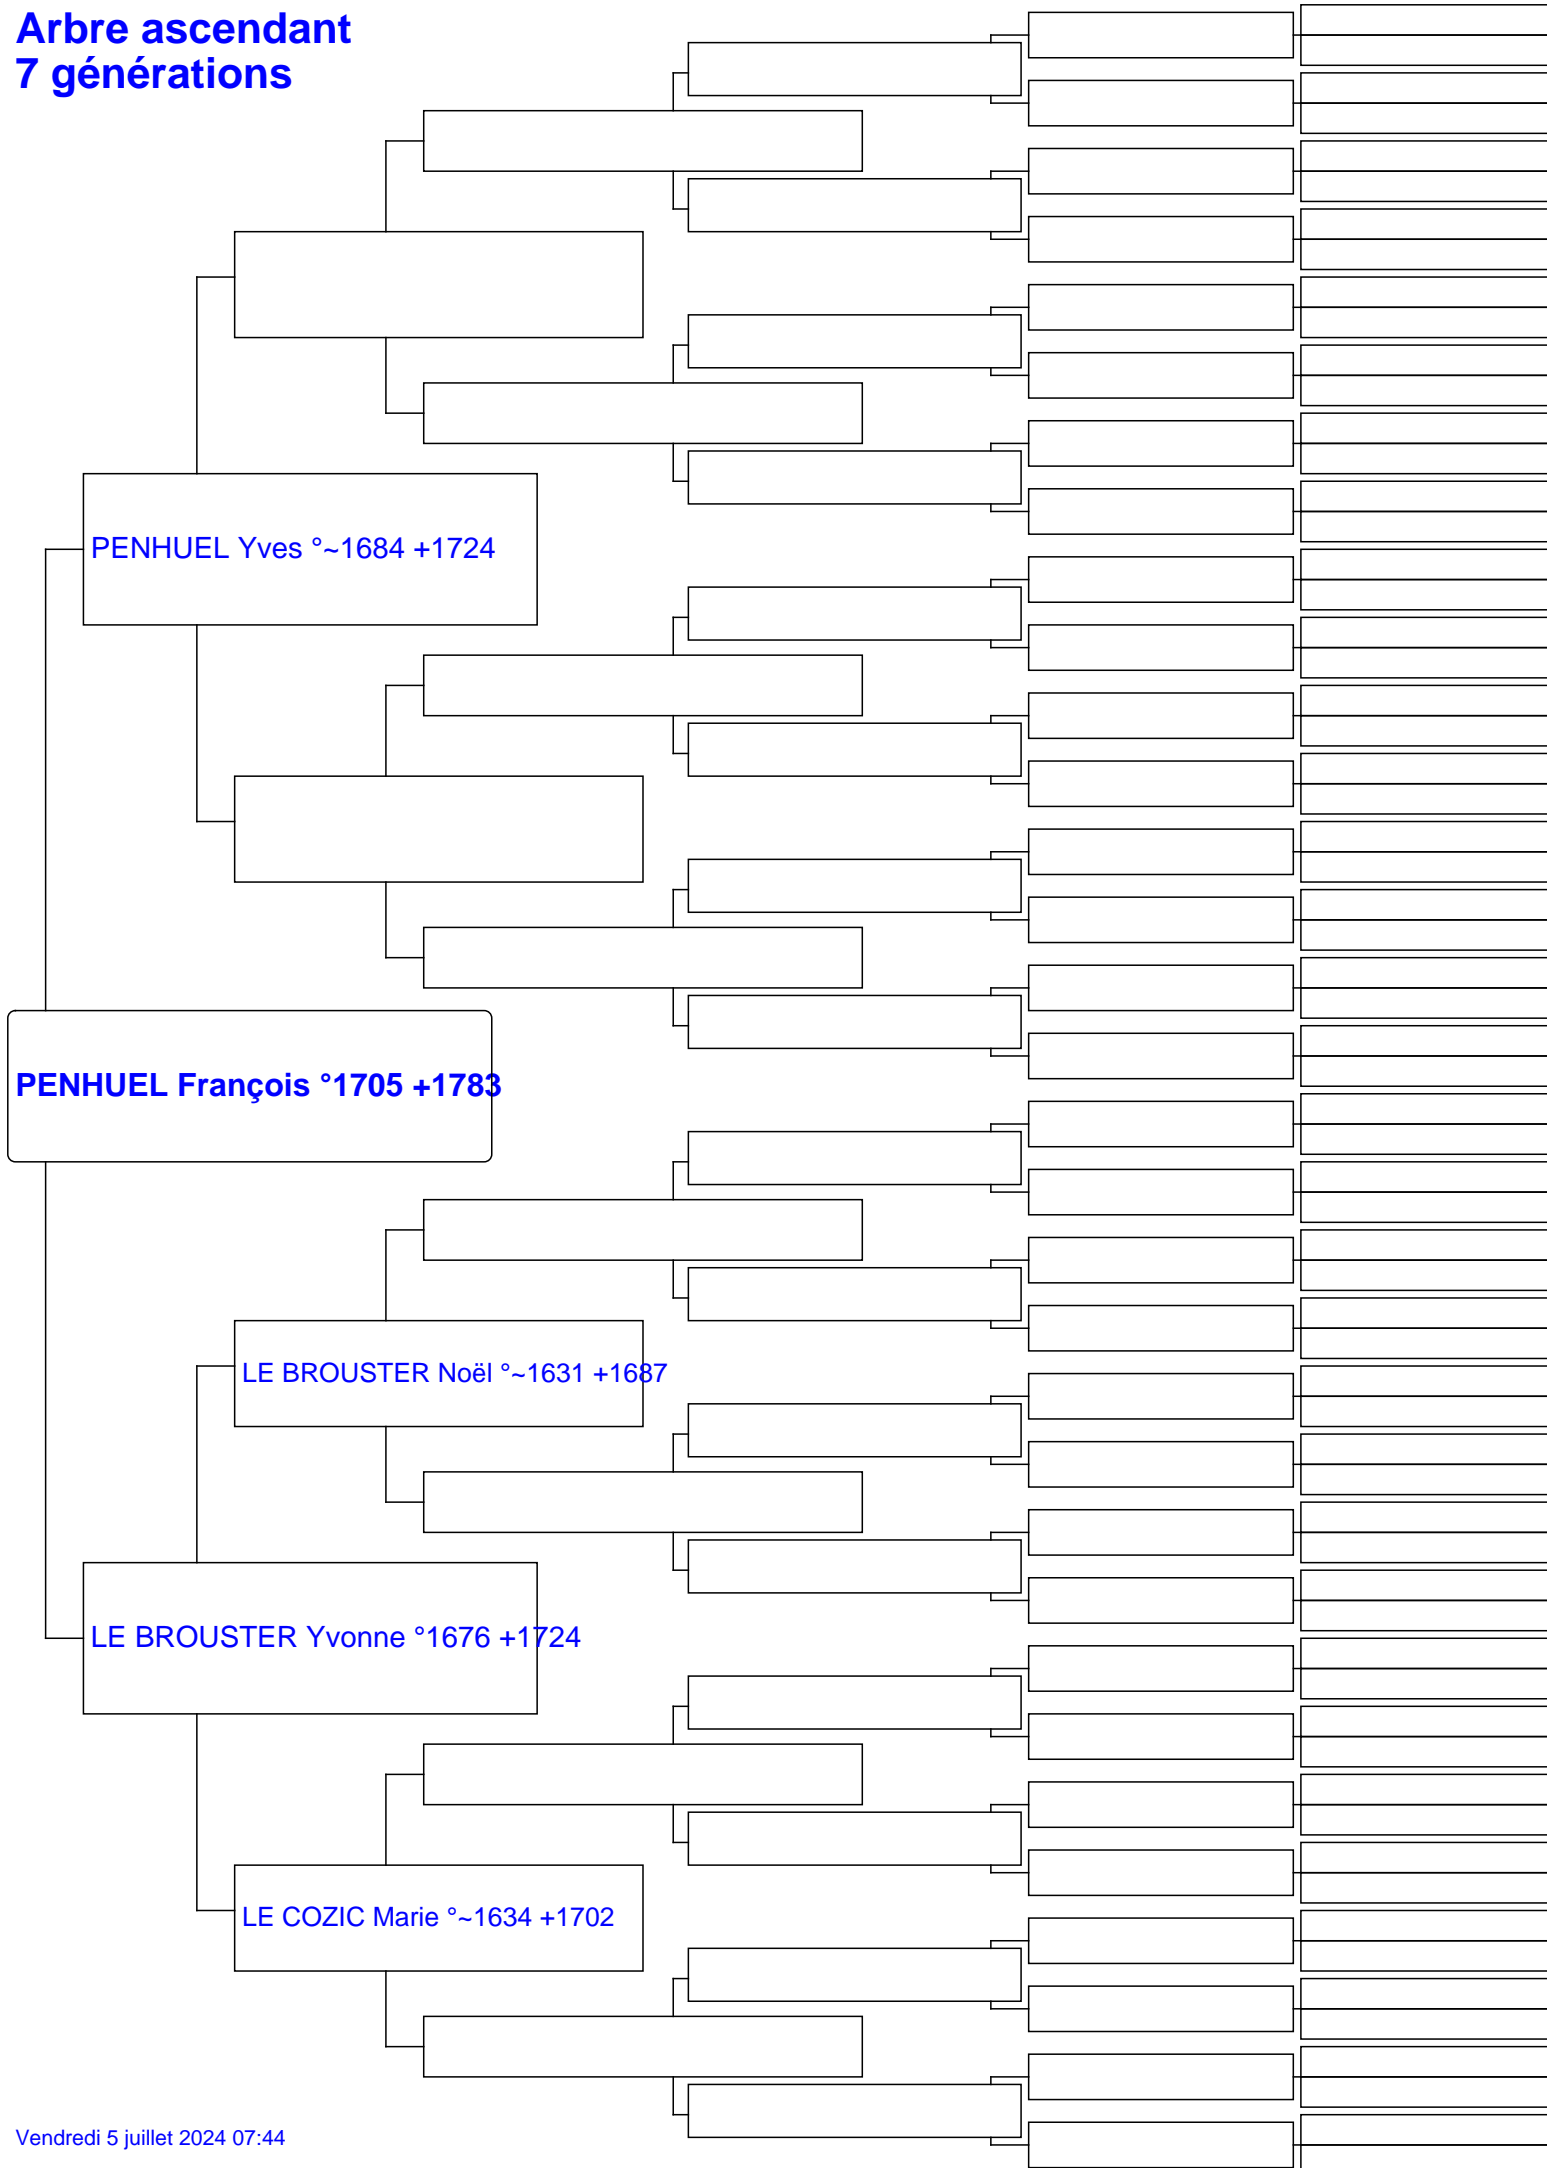 Arbre ascendant
7 générations
PENHUEL Yves °~1684 +1724
PENHUEL François °1705 +1783
LE BROUSTER Noël °~1631 +1687
LE BROUSTER Yvonne °1676 +1724
LE COZIC Marie °~1634 +1702
Vendredi 5 juillet 2024 07:44